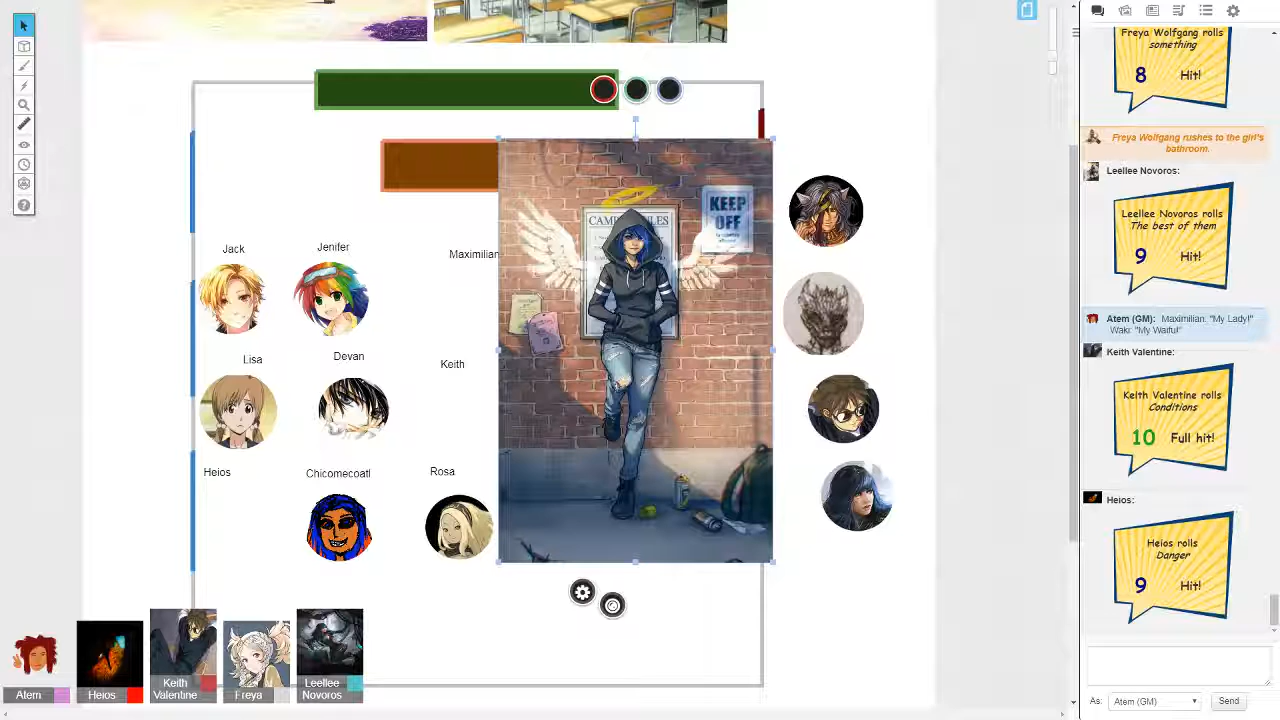 Freya Wolfgang rolls
something
8 Hit!
Freya Wolfgang rushes to the girl's
bathroom.
Leellee Novoros:
Leellee Novoros rolls
The best of them
9 Hit!
Atem (GM): Maximilian: "My Lady!"
Waki: "My Waifu!"
Keith Valentine:
Keith Valentine rolls
Conditions
10 Full hit!
Heios:
Heios rolls
Danger
9 Hit!
As: Atem (GM) Send
KEEP
OFF
Jack
Jenifer
Maximilian
Lisa
Devan
Keith
Heios
Chicomecoatl
Rosa
Atem
Heios
Keith
Valentine
Freya
Leellee
Novoros